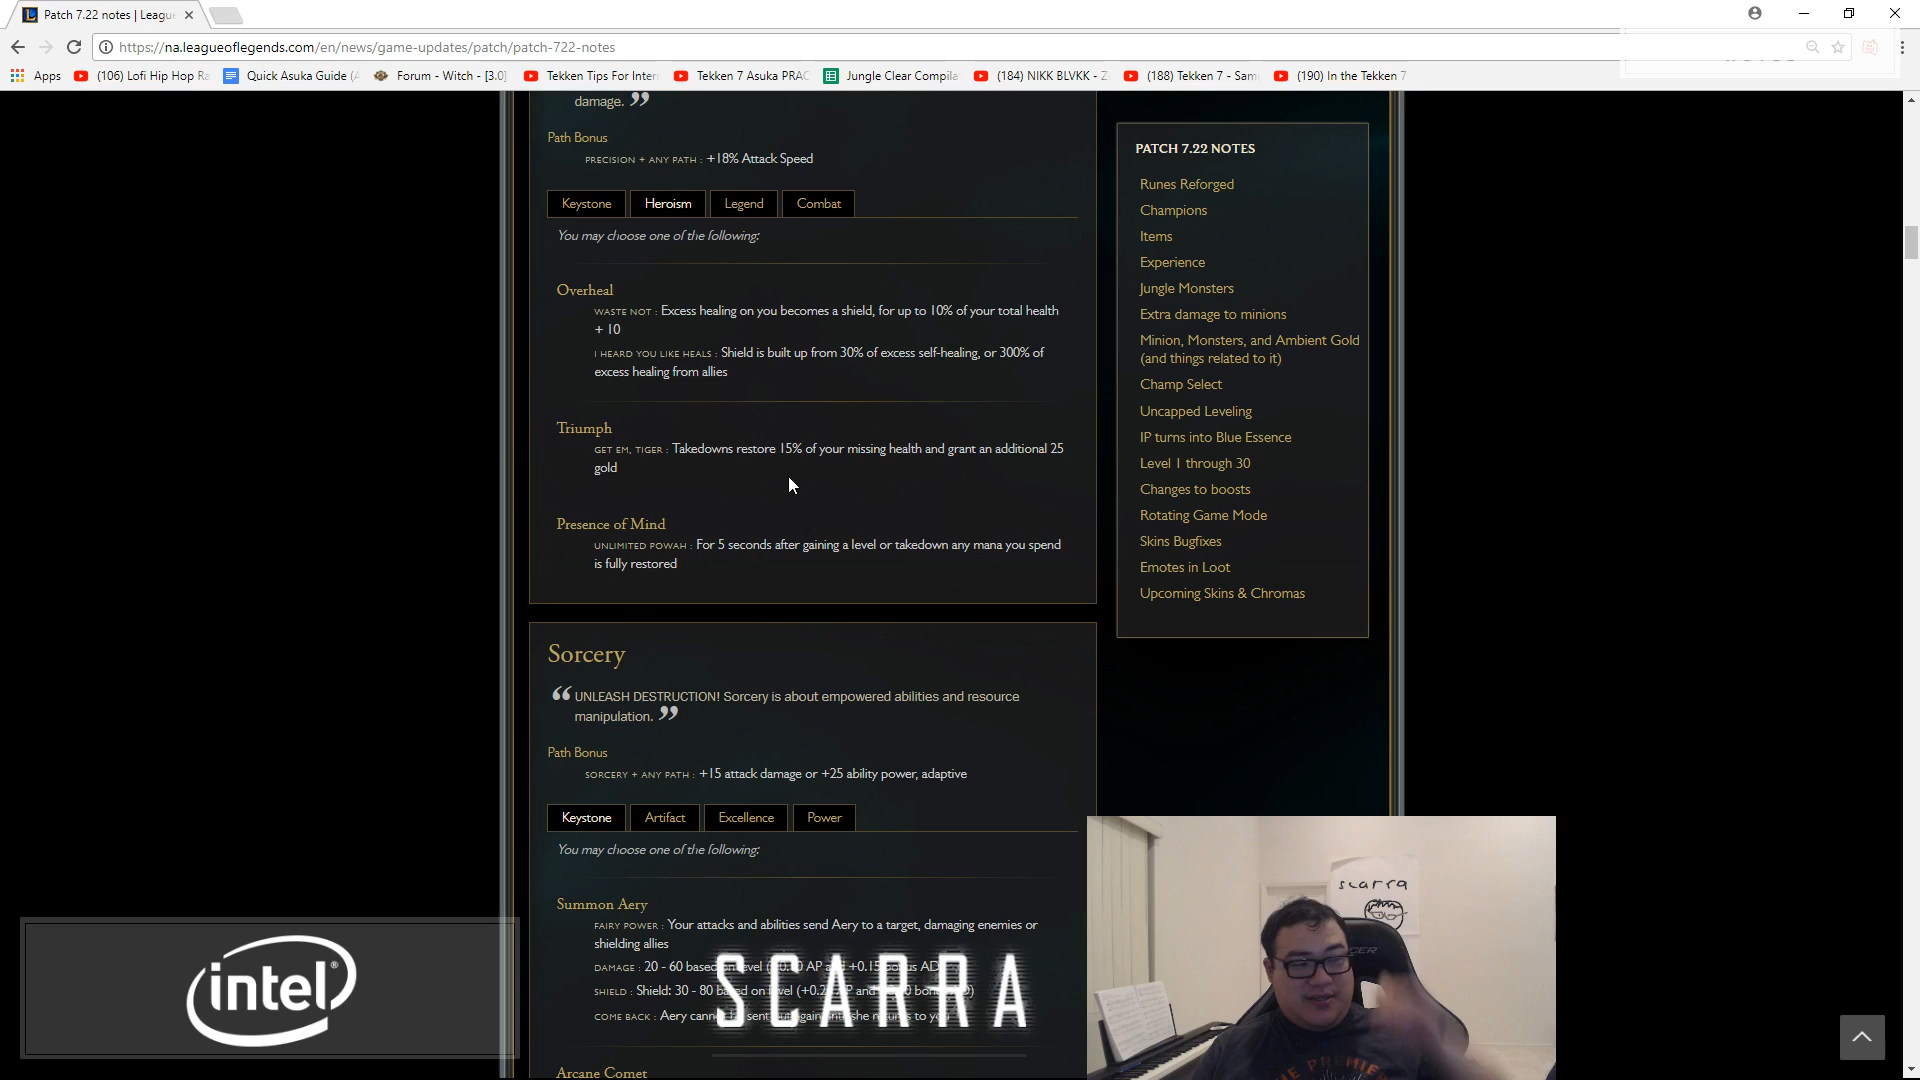 Patch 7.22 notes | Leagu
https://na.leagueoflegends.com/en/news/game-updates/patch/patch-722-notes
Apps
(106) Lofi Hip Hop Ra
Quick Asuka Guide (A
Forum - Witch - [3.0]
Tekken Tips For Inter
Tekken 7 Asuka PRAC
Jungle Clear Compila
(184) NIKK BLVKK - Z
(188) Tekken 7 - Sam
(190) In the Tekken 7
damage. ”
Path Bonus
PRECISION + ANY PATH : +18% Attack Speed
Keystone
Heroism
Legend
Combat
You may choose one of the following:
Overheal
WASTE NOT : Excess healing on you becomes a shield, for up to 10% of your total health
+ 10
I HEARD YOU LIKE HEALS : Shield is built up from 30% of excess self-healing, or 300% of
excess healing from allies
Triumph
GET EM, TIGER : Takedowns restore 15% of your missing health and grant an additional 25
gold
Presence of Mind
UNLIMITED POWAH : For 5 seconds after gaining a level or takedown any mana you spend
is fully restored
Sorcery
“ UNLEASH DESTRUCTION! Sorcery is about empowered abilities and resource
manipulation. ”
Path Bonus
SORCERY + ANY PATH : +15 attack damage or +25 ability power, adaptive
Keystone
Artifact
Excellence
Power
You may choose one of the following:
Summon Aery
FAIRY POWER : Your attacks and abilities send Aery to a target, damaging enemies or
shielding allies
DAMAGE : 20 - 60 based on level AP +0.15 bonus AD
SHIELD : Shield: 30 - 80 based on level
COME BACK : Aery
Arcane Comet
PATCH 7.22 NOTES
Runes Reforged
Champions
Items
Experience
Jungle Monsters
Extra damage to minions
Minion, Monsters, and Ambient Gold
(and things related to it)
Champ Select
Uncapped Leveling
IP turns into Blue Essence
Level 1 through 30
Changes to boosts
Rotating Game Mode
Skins Bugfixes
Emotes in Loot
Upcoming Skins & Chromas
intel
SCARRA
scarra